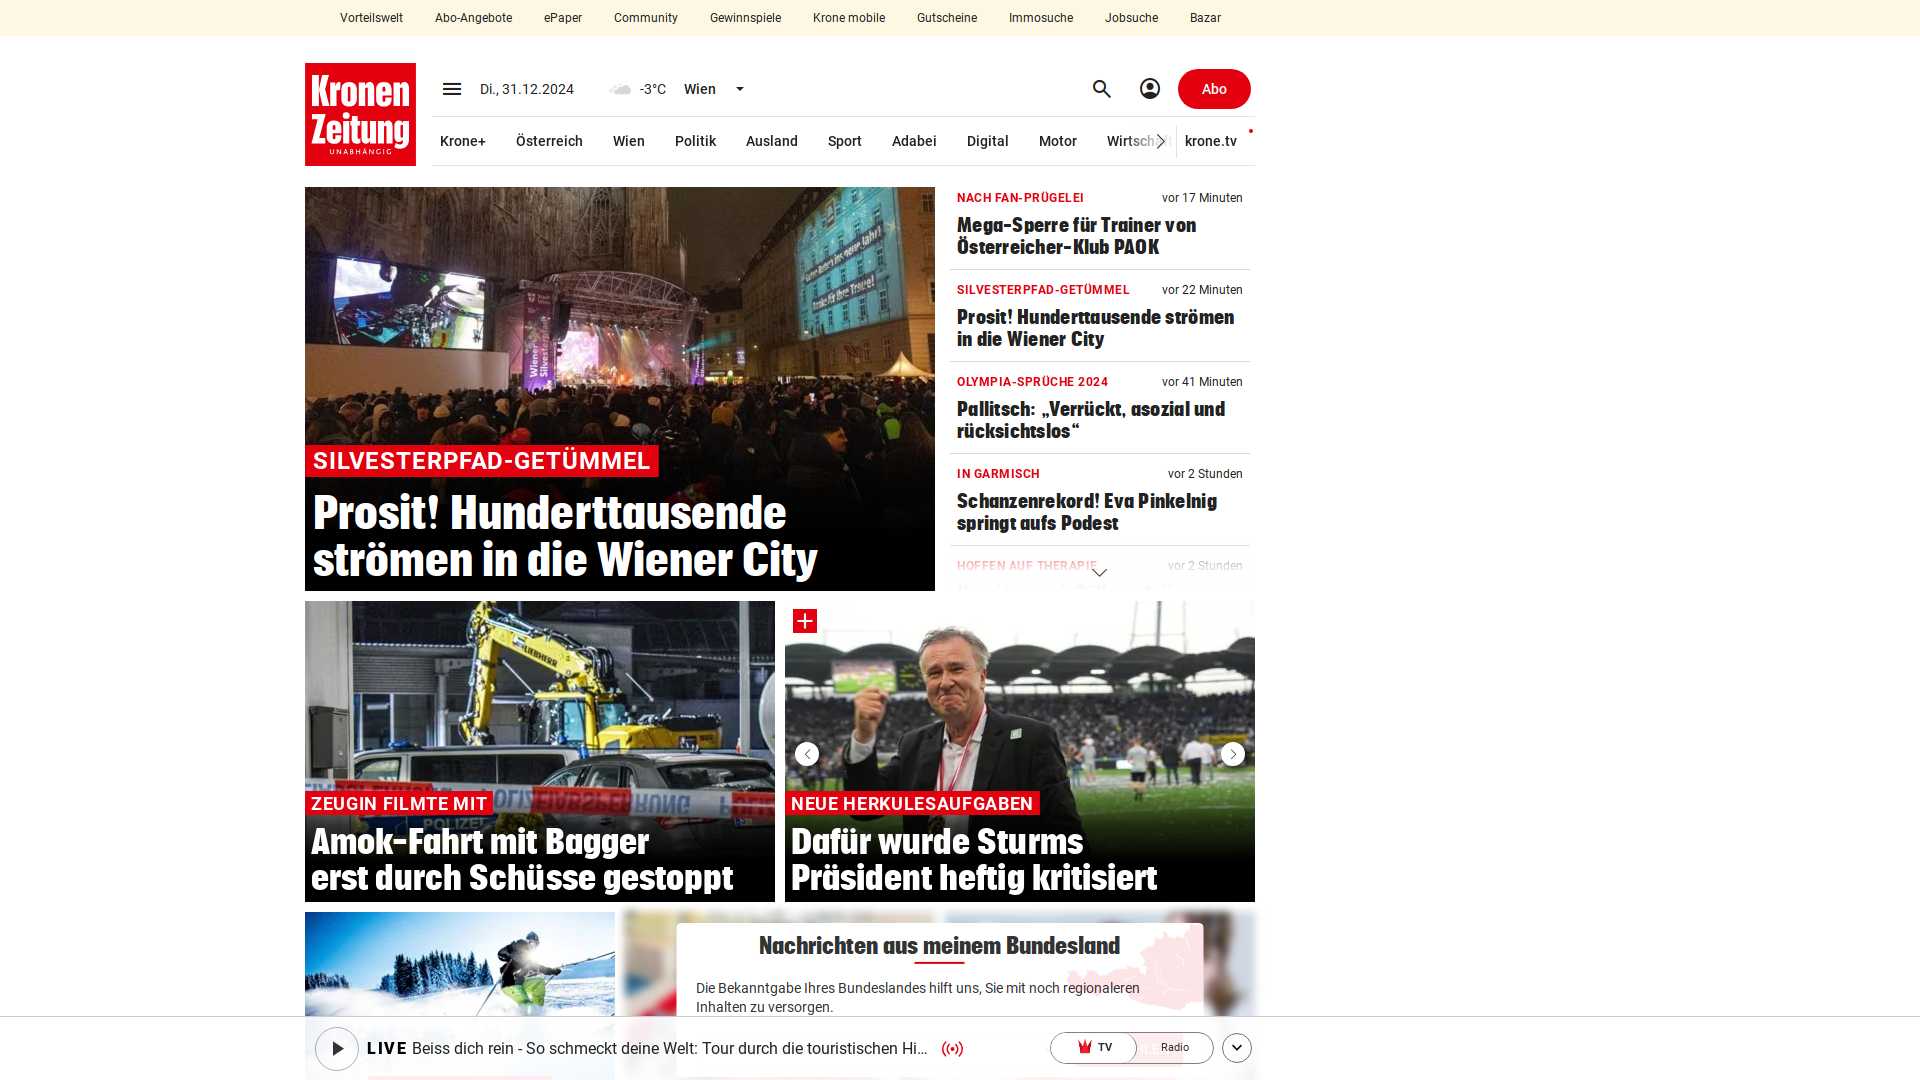 Vorteilswelt Abo-Angebote ePaper Community Gewinnspiele Krone mobile Gutscheine Immosuche Jobsuche Bazar
Kronen
Zeitung
UNABHÄNGIG
Di., 31.12.2024 -3°C Wien
Abo
Krone+ Österreich Wien Politik Ausland Sport Adabei Digital Motor Wirtschaft krone.tv
SILVESTERPFAD-GETÜMMEL
Prosit! Hunderttausende
strömen in die Wiener City
NACH FAN-PRÜGELEI vor 17 Minuten
Mega-Sperre für Trainer von
Österreicher-Klub PAOK
SILVESTERPFAD-GETÜMMEL vor 22 Minuten
Prosit! Hunderttausende strömen
in die Wiener City
OLYMPIA-SPRÜCHE 2024 vor 41 Minuten
Pallitsch: „Verrückt, asozial und
rücksichtslos“
IN GARMISCH vor 2 Stunden
Schanzenrekord! Eva Pinkelnig
springt aufs Podest
HOFFEN AUF THERAPIE vor 2 Stunden
LIEBHERR
POLIZEI
ZEUGIN FILMTE MIT
Amok-Fahrt mit Bagger
erst durch Schüsse gestoppt
NEUE HERKULESAUFGABEN
Dafür wurde Sturms
Präsident heftig kritisiert
Nachrichten aus meinem Bundesland
Die Bekanntgabe Ihres Bundeslandes hilft uns, Sie mit noch regionaleren
Inhalten zu versorgen.
LIVE Beiss dich rein - So schmeckt deine Welt: Tour durch die touristischen Hi...
TV Radio